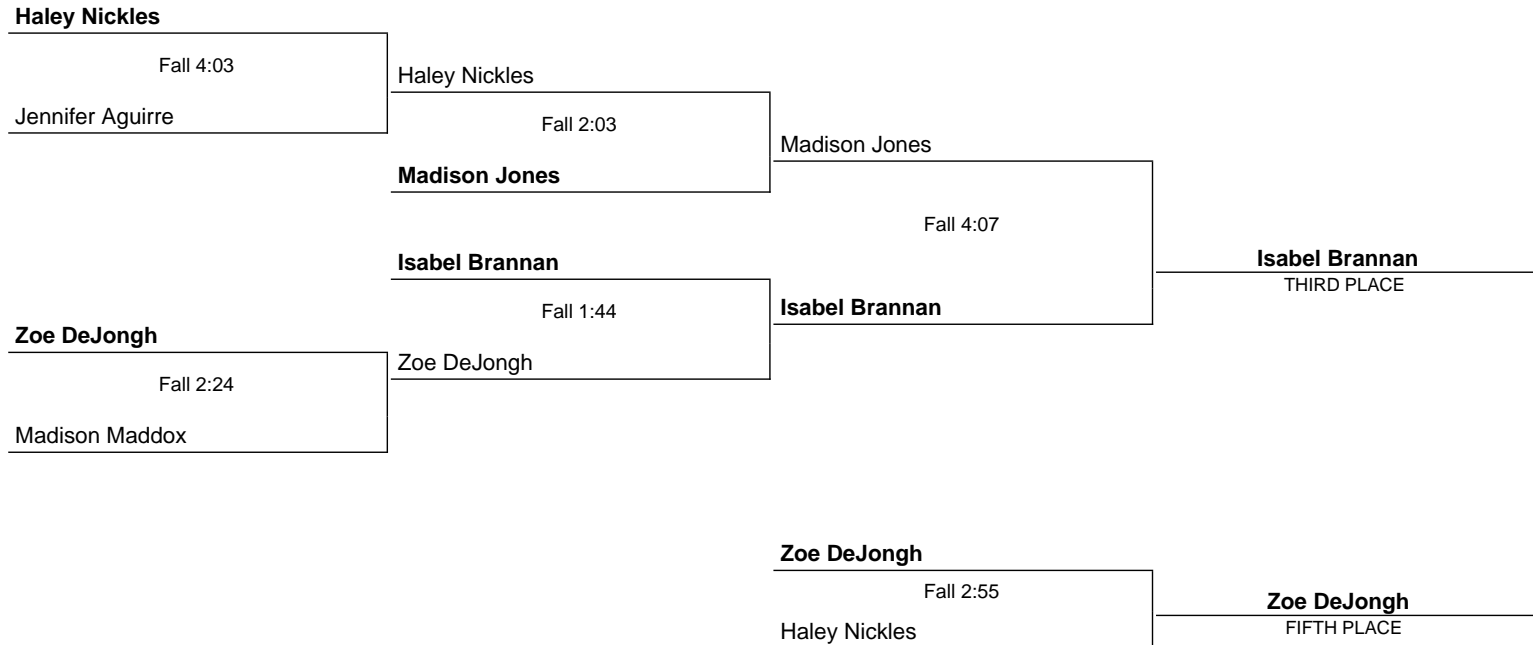 Haley Nickles
Fall 4:03
Jennifer Aguirre
Haley Nickles
Fall 2:03
Madison Jones
Madison Jones
Fall 4:07
Isabel Brannan
Fall 1:44
Zoe DeJongh
Isabel Brannan
Isabel Brannan
THIRD PLACE
Zoe DeJongh
Fall 2:24
Madison Maddox
Zoe DeJongh
Fall 2:55
Haley Nickles
Zoe DeJongh
FIFTH PLACE